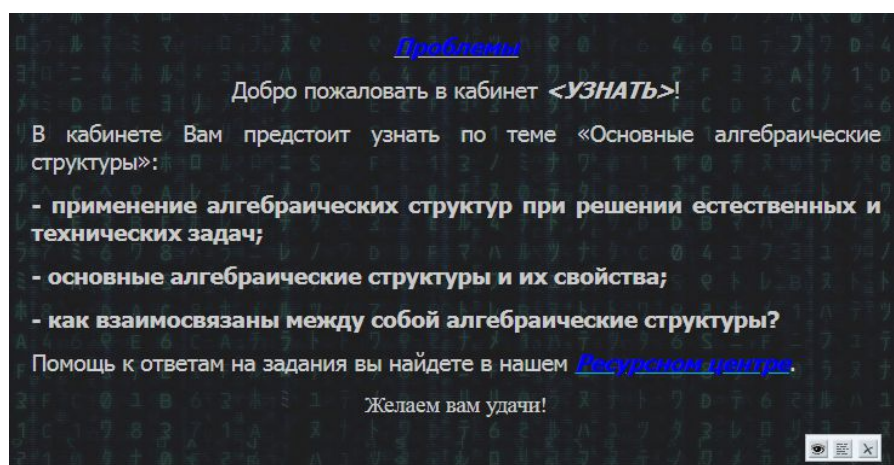 Проблемы
Добро пожаловать в кабинет <УЗНАТЬ>!
В кабинете Вам предстоит узнать по теме «Основные алгебраические
структуры»:
- применение алгебраических структур при решении естественных и
технических задач;
- основные алгебраические структуры и их свойства;
- как взаимосвязаны между собой алгебраические структуры?
Помощь к ответам на задания вы найдете в нашем Ресурсном центре.
Желаем вам удачи!